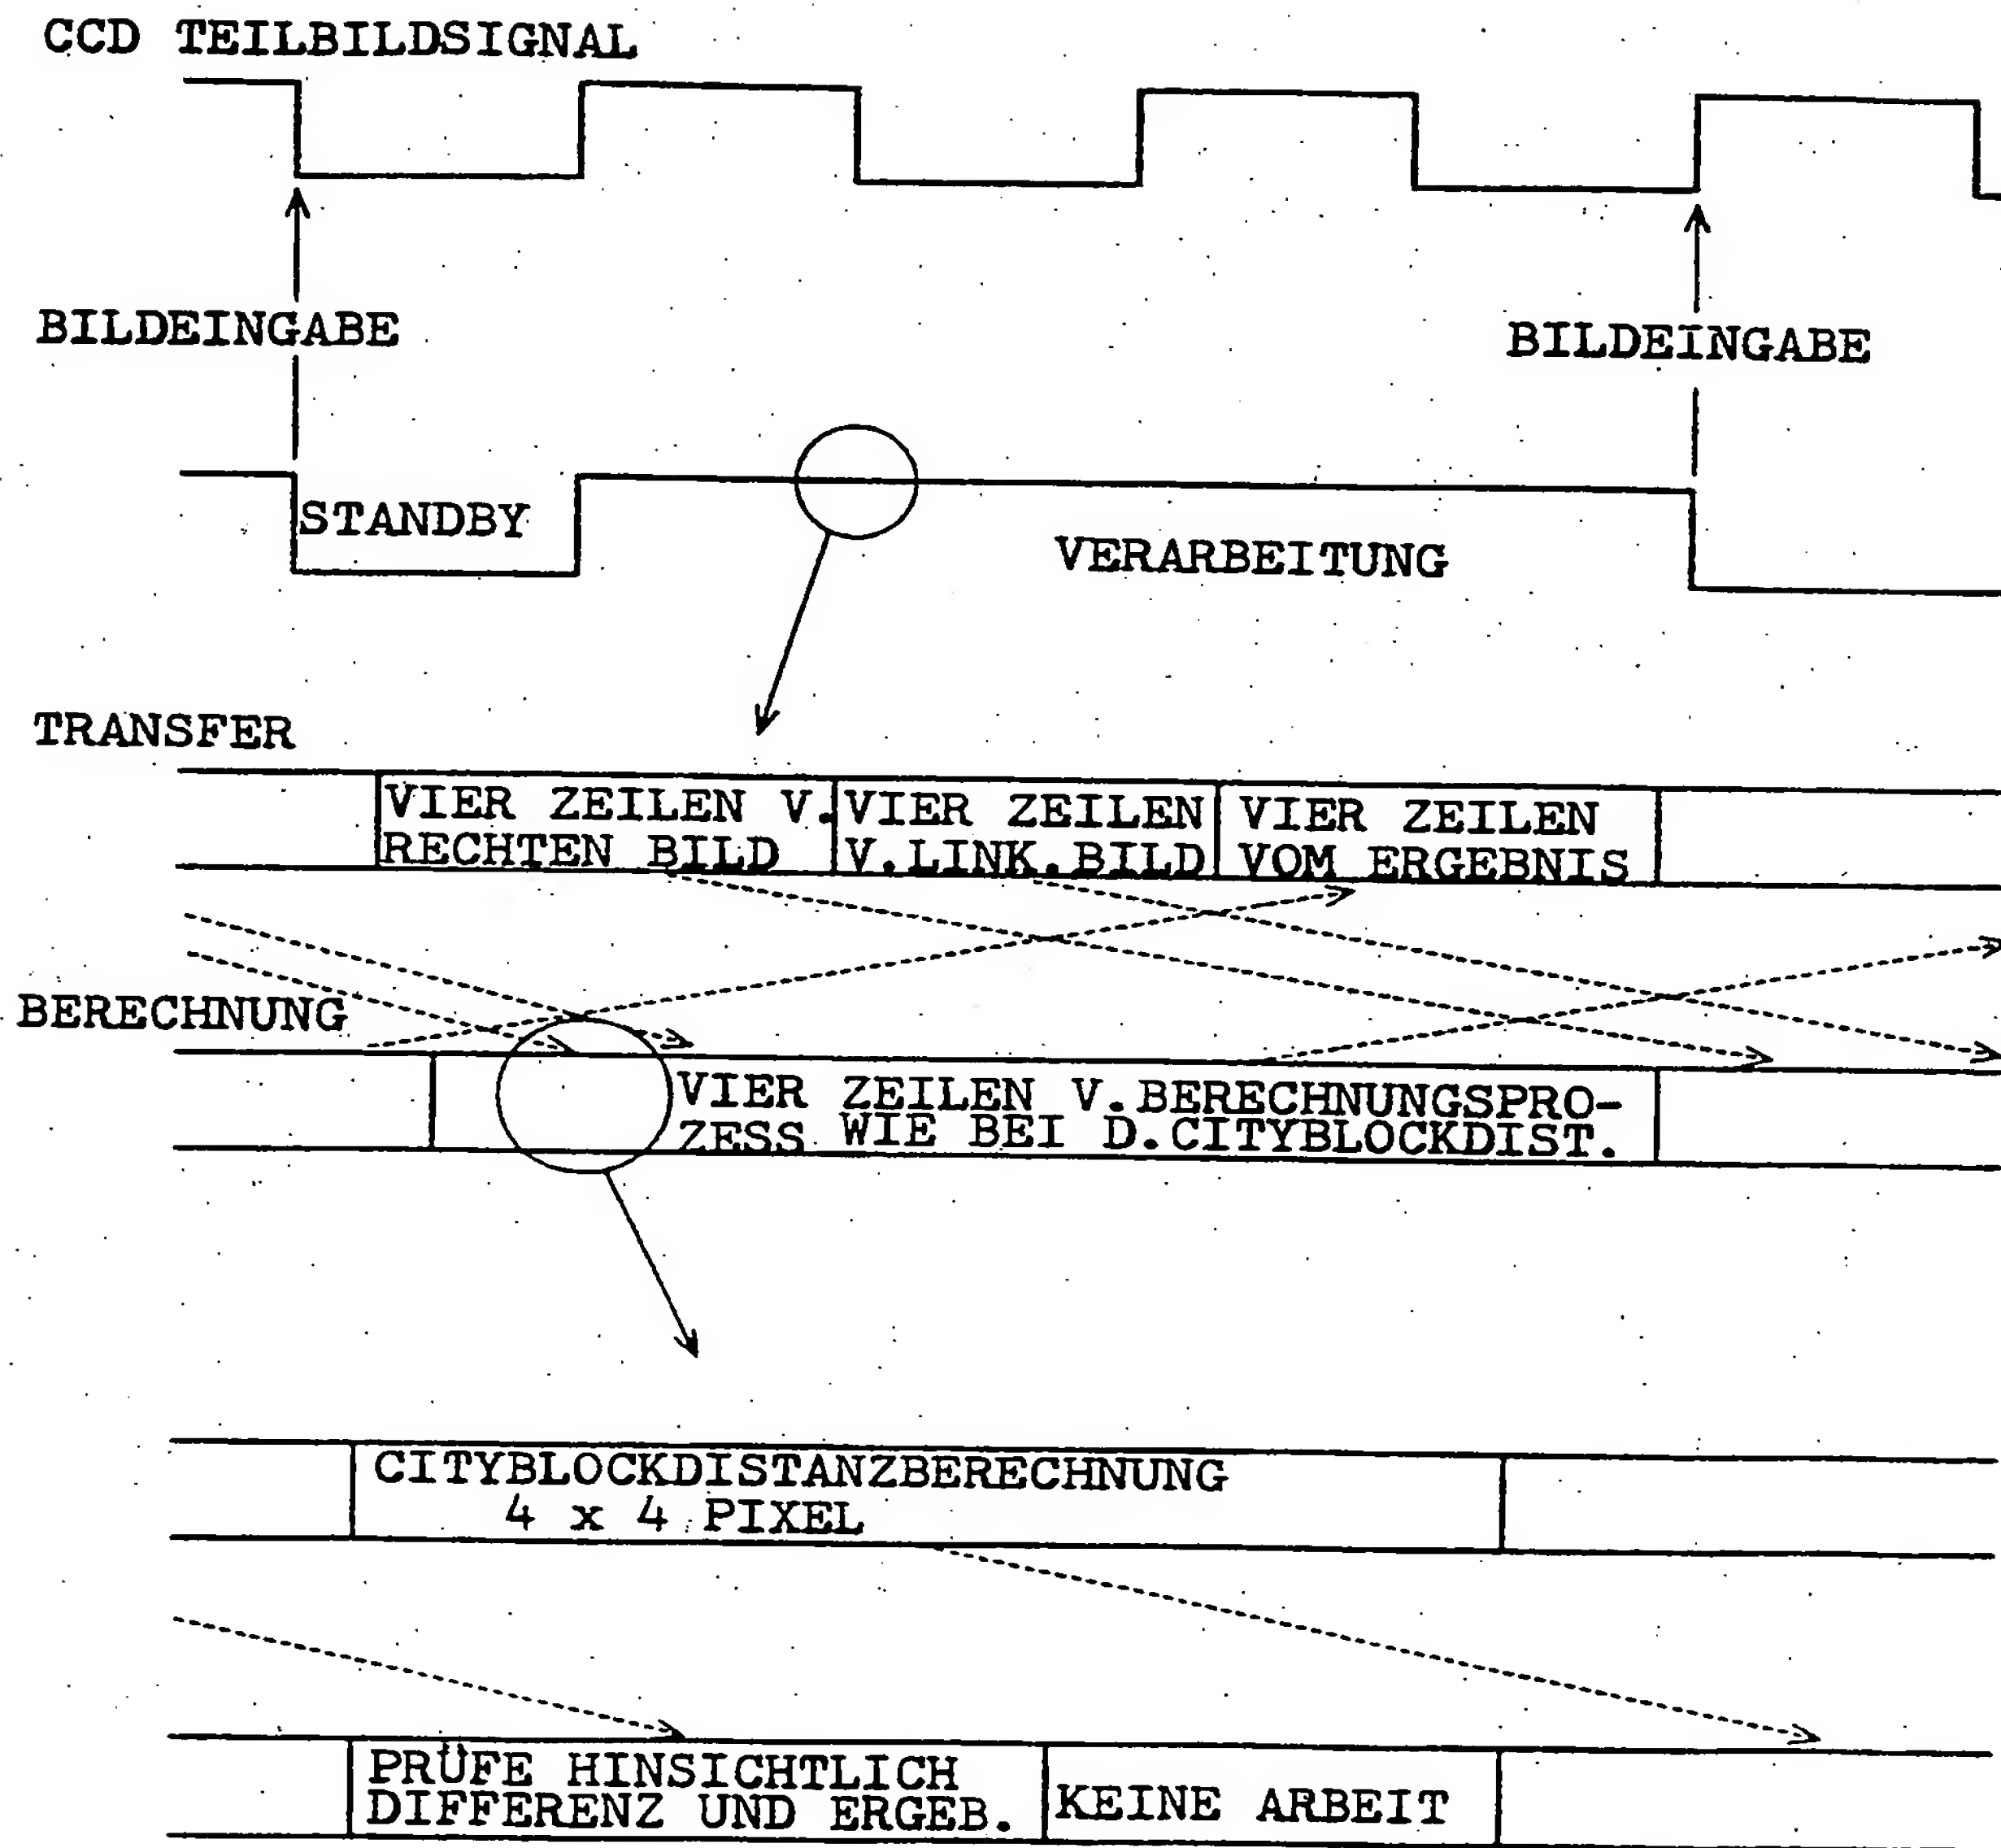 CCD TEILBILDSIGNAL
BILDEINGABE
BILDEINGABE
STANDBY
VERARBEITUNG
TRANSFER
VIER ZEILEN V.
RECHTEN BILD
VIER ZEILEN
V.LINK.BILD
VIER ZEILEN
VOM ERGEBNIS
BERECHNUNG
VIER ZEILEN V.BERECHNUNGSPRO-
ZESS WIE BEI D.CITYBLOCKDIST.
CITYBLOCKDISTANZBERECHNUNG
4 x 4 PIXEL
PRÜFE HINSICHTLICH
DIFFERENZ UND ERGEB.
KEINE ARBEIT